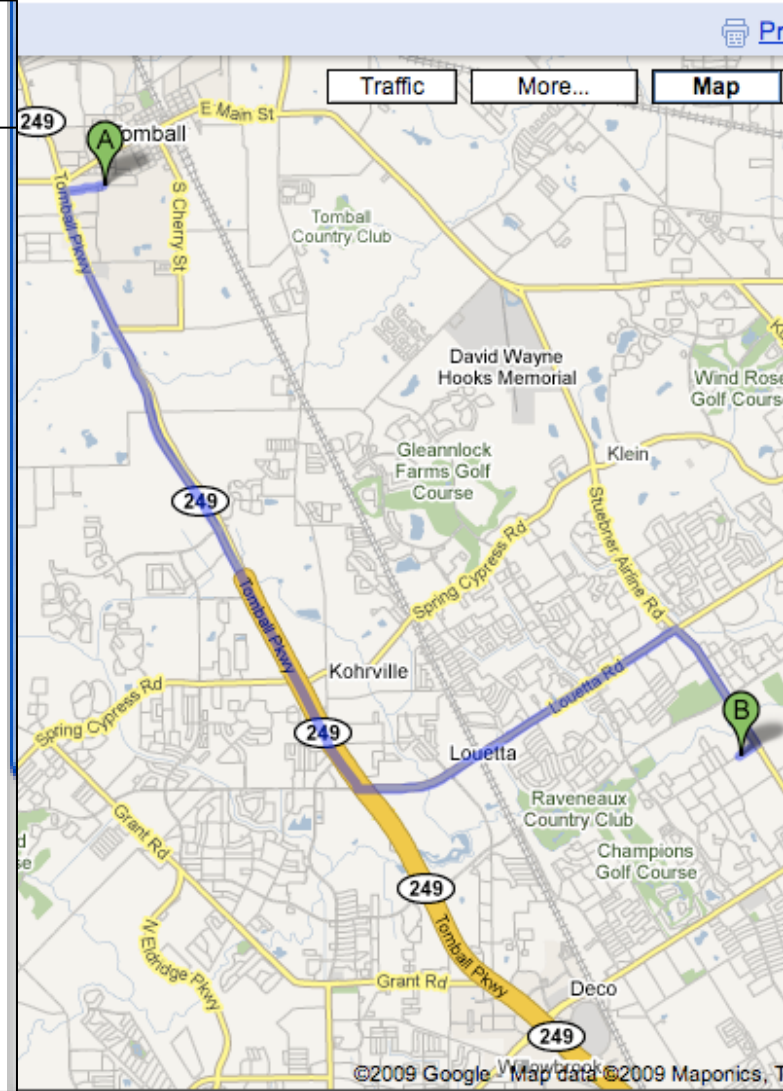 Pr
Traffic More... Map
249
E Main St
A
Tomball
Tomball Pkwy
S Cherry St
Tomball
Country Club
David Wayne
Hooks Memorial
Wind Rose
Golf Course
Klein
Gleannloch
Farms Golf
Course
249
Stuebner Airline Rd
Spring Cypress Rd
Tomball Pkwy
Kohrville
Louetta Rd
Spring Cypress Rd
B
249
Louetta
Raveneaux
Country Club
Grant Rd
Champions
Golf Course
249
N Eldridge Pkwy
Tomball Pkwy
Grant Rd
Deco
249
Willowbrook
©2009 Google - Map data ©2009 Maponics,